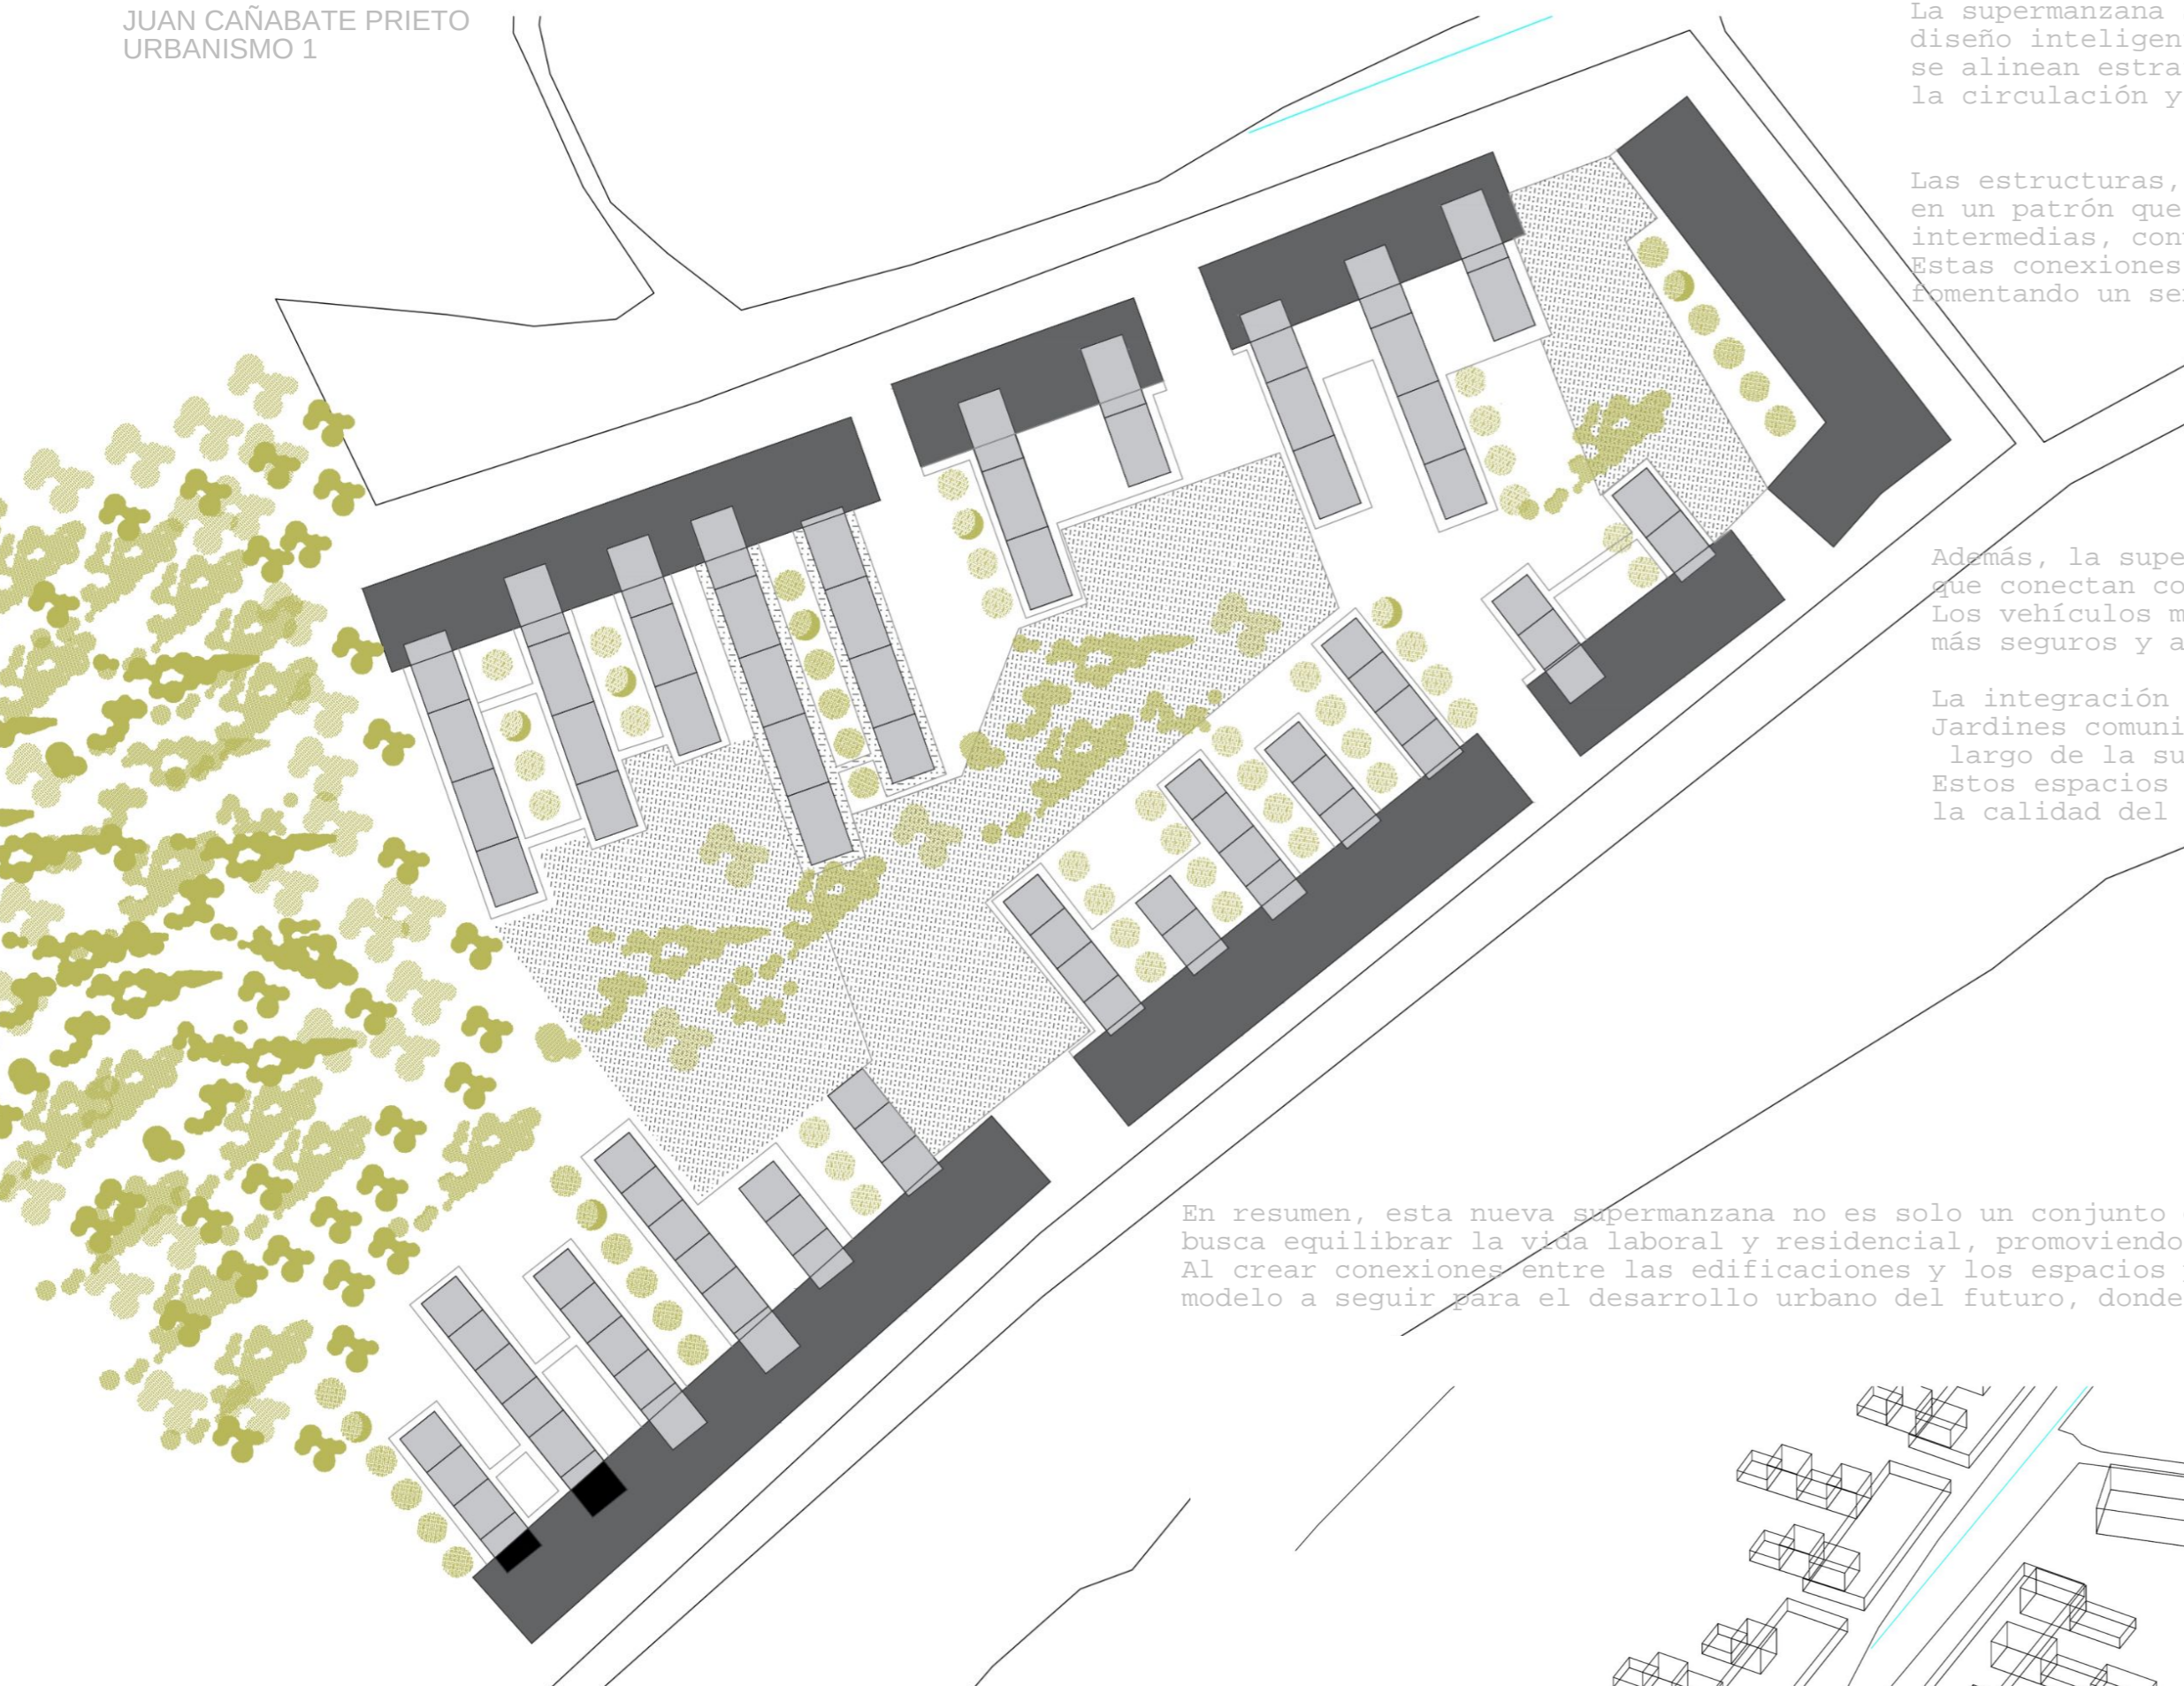 JUAN CAÑABATE PRIETO
URBANISMO 1
La supermanzana
diseño inteligen
se alinean estra
la circulación y
Las estructuras,
en un patrón que
intermedias, con
Estas conexiones
fomentando un se
Además, la supe
que conectan co
Los vehículos m
más seguros y a
La integración
Jardines comuni
largo de la su
Estos espacios
la calidad del
En resumen, esta nueva supermanzana no es solo un conjunto
busca equilibrar la vida laboral y residencial, promoviendo
Al crear conexiones entre las edificaciones y los espacios
modelo a seguir para el desarrollo urbano del futuro, donde